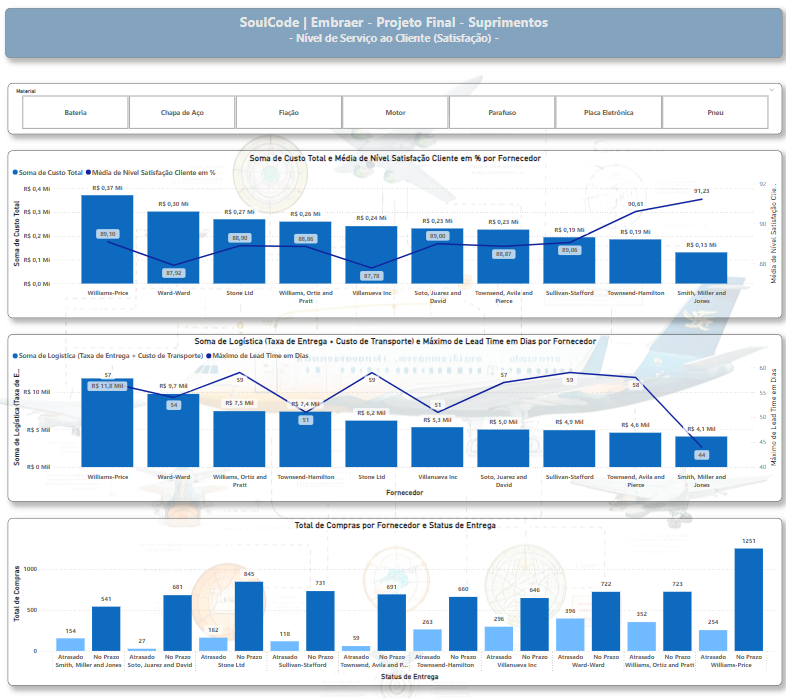 SoulCode | Embraer - Projeto Final - Suprimentos
- Nível de Serviço ao Cliente (Satisfação) -
Material
Bateria
Chapa de Aço
Fiação
Motor
Parafuso
Placa Eletrônica
Pneu
Soma de Custo Total e Média de Nível Satisfação Cliente em % por Fornecedor
Soma de Custo Total Média de Nível Satisfação Cliente em %
Soma de Custo Total
R$ 0,4 Mi
R$ 0,3 Mi
R$ 0,2 Mi
R$ 0,1 Mi
R$ 0,0 Mi
R$ 0,37 Mi
R$ 0,30 Mi
R$ 0,27 Mi
R$ 0,26 Mi
R$ 0,24 Mi
R$ 0,23 Mi
R$ 0,23 Mi
R$ 0,19 Mi
R$ 0,19 Mi
R$ 0,13 Mi
89,10
87,92
88,90
88,86
87,78
89,00
88,87
89,06
90,61
91,23
92
90
88
Média de Nível Satisfação Clie...
Williams-Price
Ward-Ward
Stone Ltd
Williams, Ortiz and
Pratt
Villanueva Inc
Soto, Juarez and
David
Townsend, Avila and
Pierce
Sullivan-Stafford
Townsend-Hamilton
Smith, Miller and
Jones
Soma de Logística (Taxa de Entrega + Custo de Transporte) e Máximo de Lead Time em Dias por Fornecedor
Soma de Logística (Taxa de Entrega + Custo de Transporte) Máximo de Lead Time em Dias
Soma de Logística (Taxa de E...
R$ 10 Mil
R$ 5 Mil
R$ 0 Mil
R$ 11,8 Mil
R$ 9,7 Mil
R$ 7,5 Mil
R$ 7,4 Mil
R$ 6,2 Mil
R$ 5,3 Mil
R$ 5,0 Mil
R$ 4,9 Mil
R$ 4,6 Mil
R$ 4,1 Mil
57
54
59
51
59
51
57
59
58
44
60
55
50
45
40
Máximo de Lead Time em Dias
Williams-Price
Ward-Ward
Williams, Ortiz and
Pratt
Townsend-Hamilton
Stone Ltd
Villanueva Inc
Soto, Juarez and
David
Sullivan-Stafford
Townsend, Avila and
Pierce
Smith, Miller and
Jones
Fornecedor
Total de Compras por Fornecedor e Status de Entrega
Total de Compras
1000
500
0
154
541
27
681
162
845
118
731
59
691
263
660
296
646
396
722
352
723
254
1251
Atrasado No Prazo Atrasado No Prazo Atrasado No Prazo Atrasado No Prazo Atrasado No Prazo Atrasado No Prazo Atrasado No Prazo Atrasado No Prazo Atrasado No Prazo Atrasado No Prazo
Smith, Miller and Jones Soto, Juarez and David Stone Ltd Sullivan-Stafford Townsend, Avila and P... Townsend-Hamilton Villanueva Inc Ward-Ward Williams, Ortiz and Pratt Williams-Price
Status de Entrega